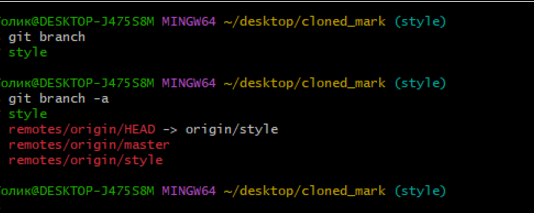 олик@DESKTOP-J475S8M MINGW64 ~/desktop/cloned_mark (style)
git branch
style
олик@DESKTOP-J475S8M MINGW64 ~/desktop/cloned_mark (style)
git branch -a
style
remotes/origin/HEAD -> origin/style
remotes/origin/master
remotes/origin/style
олик@DESKTOP-J475S8M MINGW64 ~/desktop/cloned_mark (style)